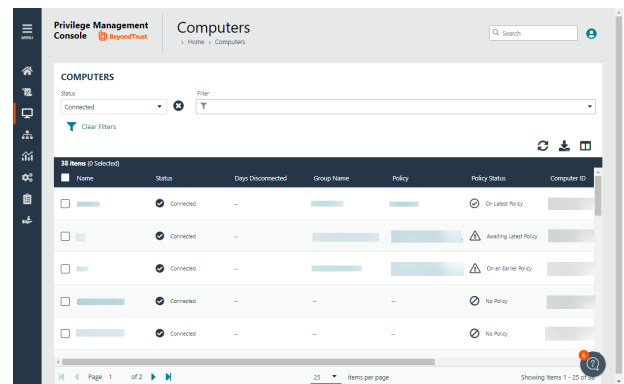 Privilege Management
Console BeyondTrust
Computers
Home > Computers
Search
MENU
COMPUTERS
Status
Filter
Connected
Clear Filters
38 items (0 Selected)
Name Status Days Disconnected Group Name Policy Policy Status Computer ID
Connected -- On Latest Policy
Connected -- Awaiting Latest Policy
Connected -- On an Earlier Policy
Connected -- -- -- No Policy
Connected -- -- -- No Policy
6
Page 1 of 2 25 items per page Showing items 1 - 25 of 38